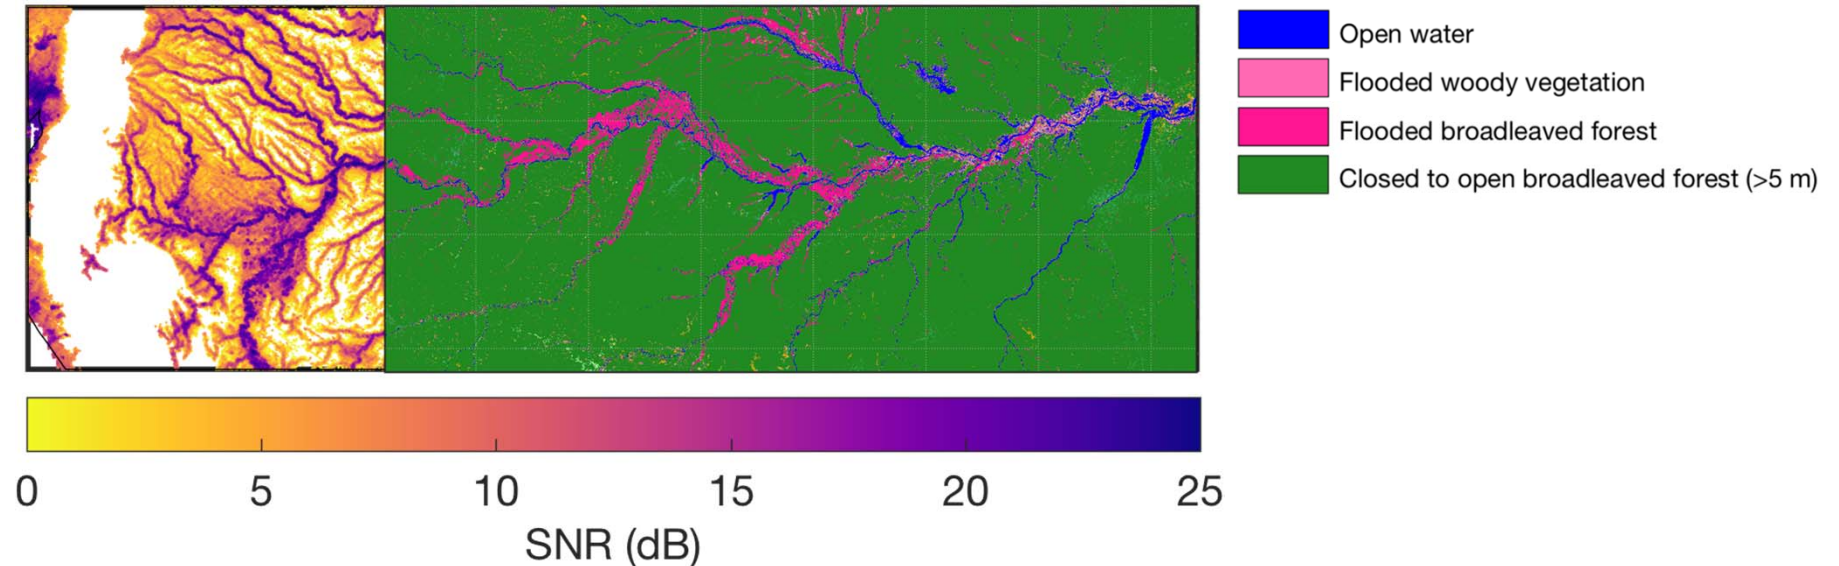 Open water
Flooded woody vegetation
Flooded broadleaved forest
Closed to open broadleaved forest (>5 m)
0 5 10 15 20 25
SNR (dB)